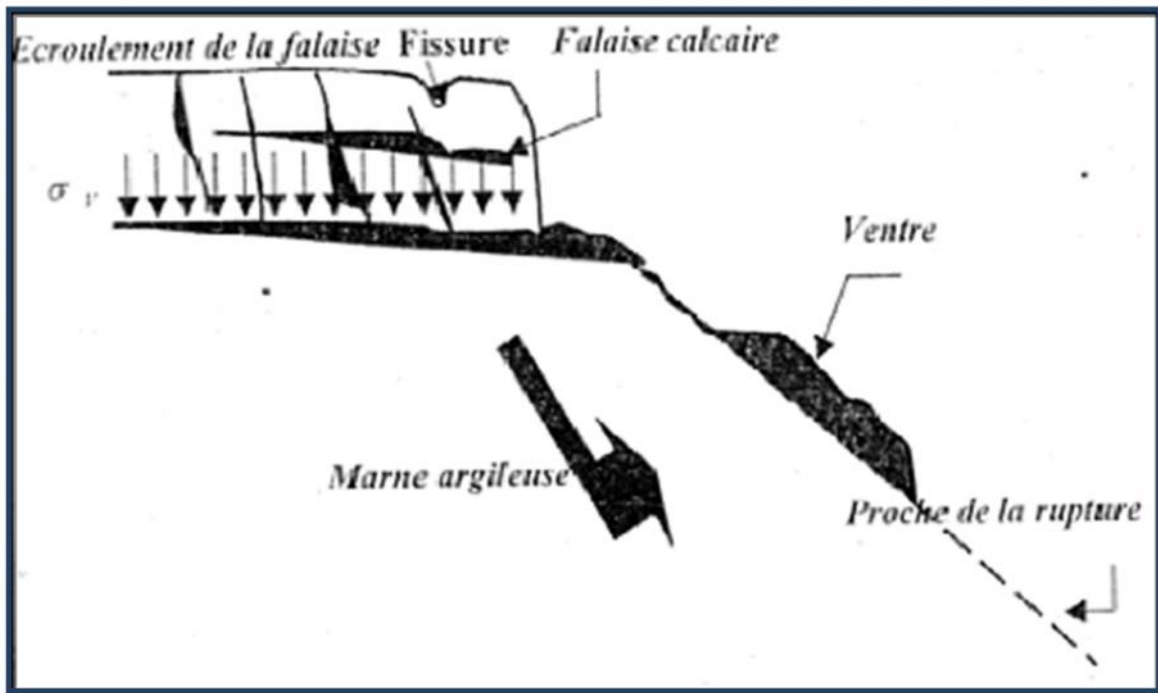 Ecroulement de la falaise Fissure Falaise calcaire
σ v
Ventre
Marne argileuse
Proche de la rupture